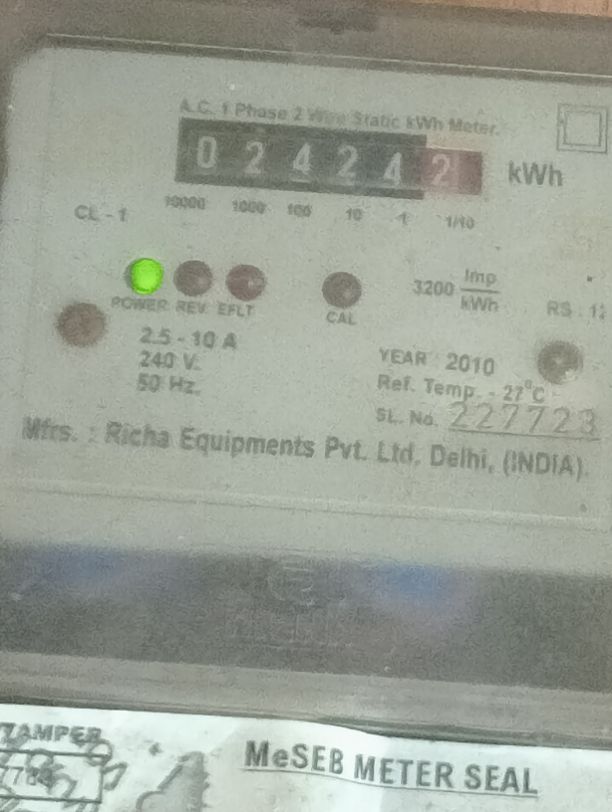 A.C. 1 Phase 2 Wire Static kWh Meter.
0 2 4 2 4 2 kWh
CL - 1 10000 1000 100 10 1 1/10
3200 Imp
kWh
POWER REV EFLT CAL
RS : 1
2.5 - 10 A
240 V.
50 Hz.
YEAR : 2010
Ref. Temp. - 27°C
SL. No. 227723
Mfrs. : Richa Equipments Pvt. Ltd. Delhi, (INDIA).
TAMPER
MeSEB METER SEAL